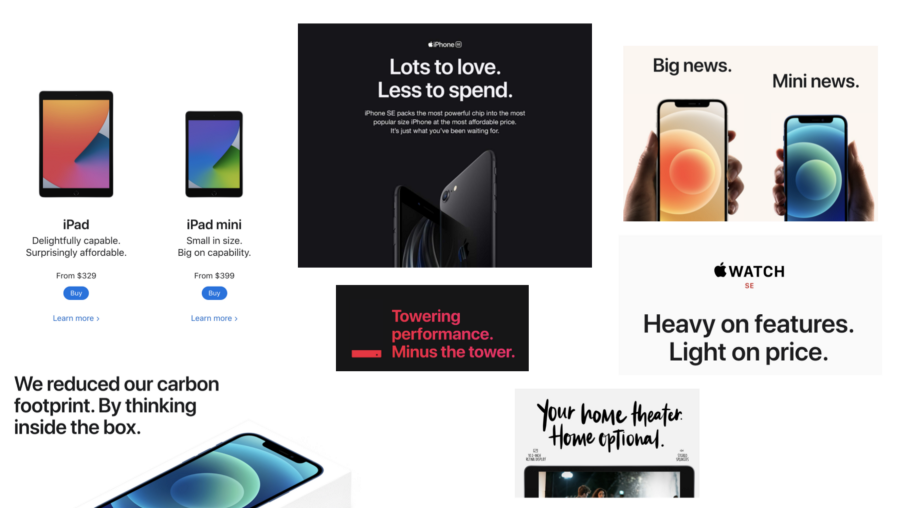 iPad
Delightfully capable.
Surprisingly affordable.
From $329
Buy
Learn more >
iPad mini
Small in size.
Big on capability.
From $399
Buy
Learn more >
iPhone SE
Lots to love.
Less to spend.
iPhone SE packs the most powerful chip into the most
popular size iPhone at the most affordable price.
It's just what you've been waiting for.
Big news.
Mini news.
Towering
performance.
Minus the tower.
WATCH
SE
Heavy on features.
Light on price.
We reduced our carbon
footprint. By thinking
inside the box.
Your home theater.
Home optional.